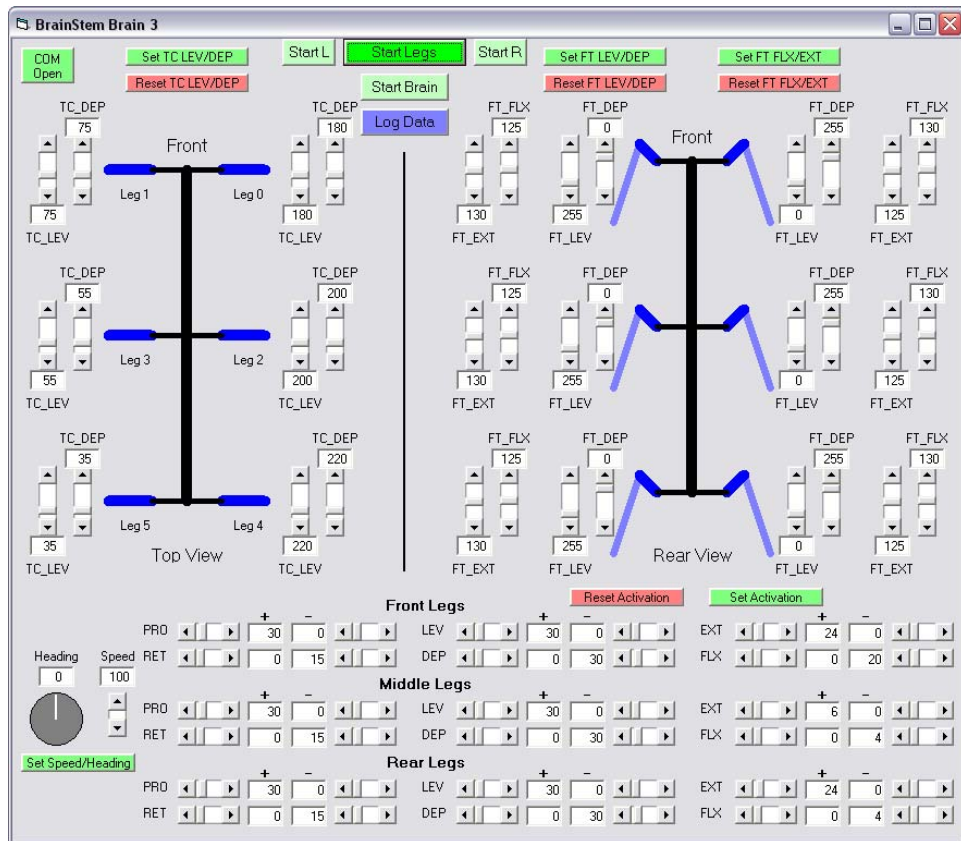 BrainStem Brain 3
COM Open
Set TC LEV/DEP
Start L
Start Legs
Start R
Set FT LEV/DEP
Set FT FLX/EXT
Reset TC LEV/DEP
Start Brain
Reset FT LEV/DEP
Reset FT FLX/EXT
Log Data
TC_DEP TC_DEP FT_FLX FT_DEP FT_DEP FT_FLX
75 180 125 0 255 130
Front Front
Leg 1 Leg 0
75 180 130 255 0 125
TC_LEV TC_LEV FT_EXT FT_LEV FT_LEV FT_EXT
TC_DEP TC_DEP FT_FLX FT_DEP FT_DEP FT_FLX
55 200 125 0 255 130
Leg 3 Leg 2
55 200 130 255 0 125
TC_LEV TC_LEV FT_EXT FT_LEV FT_LEV FT_EXT
TC_DEP TC_DEP FT_FLX FT_DEP FT_DEP FT_FLX
35 220 125 0 255 130
Leg 5 Leg 4
35 220 130 255 0 125
Top View Rear View
TC_LEV TC_LEV FT_EXT FT_LEV FT_LEV FT_EXT
Reset Activation Set Activation
Front Legs
+ - + - + -
PRO 30 0 LEV 30 0 EXT 24 0
RET 0 15 DEP 0 30 FLX 0 20
Heading Speed
0 100
Middle Legs
+ - + - + -
PRO 30 0 LEV 30 0 EXT 6 0
RET 0 15 DEP 0 30 FLX 0 4
Set Speed/Heading
Rear Legs
+ - + - + -
PRO 30 0 LEV 30 0 EXT 24 0
RET 0 15 DEP 0 30 FLX 0 4